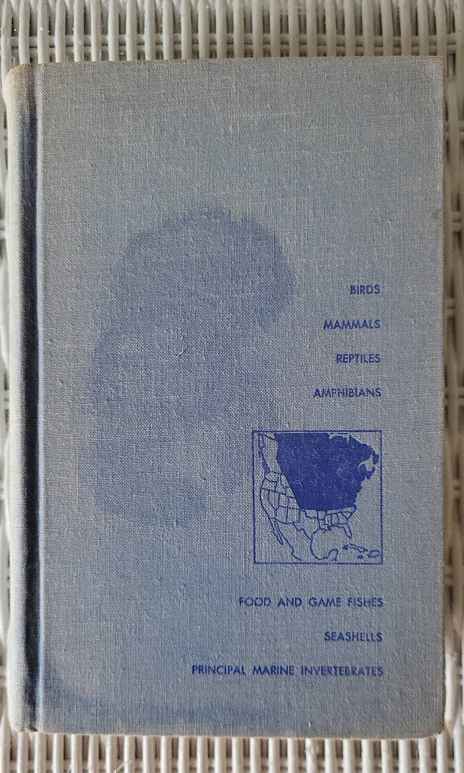 BIRDS
MAMMALS
REPTILES
AMPHIBIANS
FOOD AND GAME FISHES
SEASHELLS
PRINCIPAL MARINE INVERTEBRATES